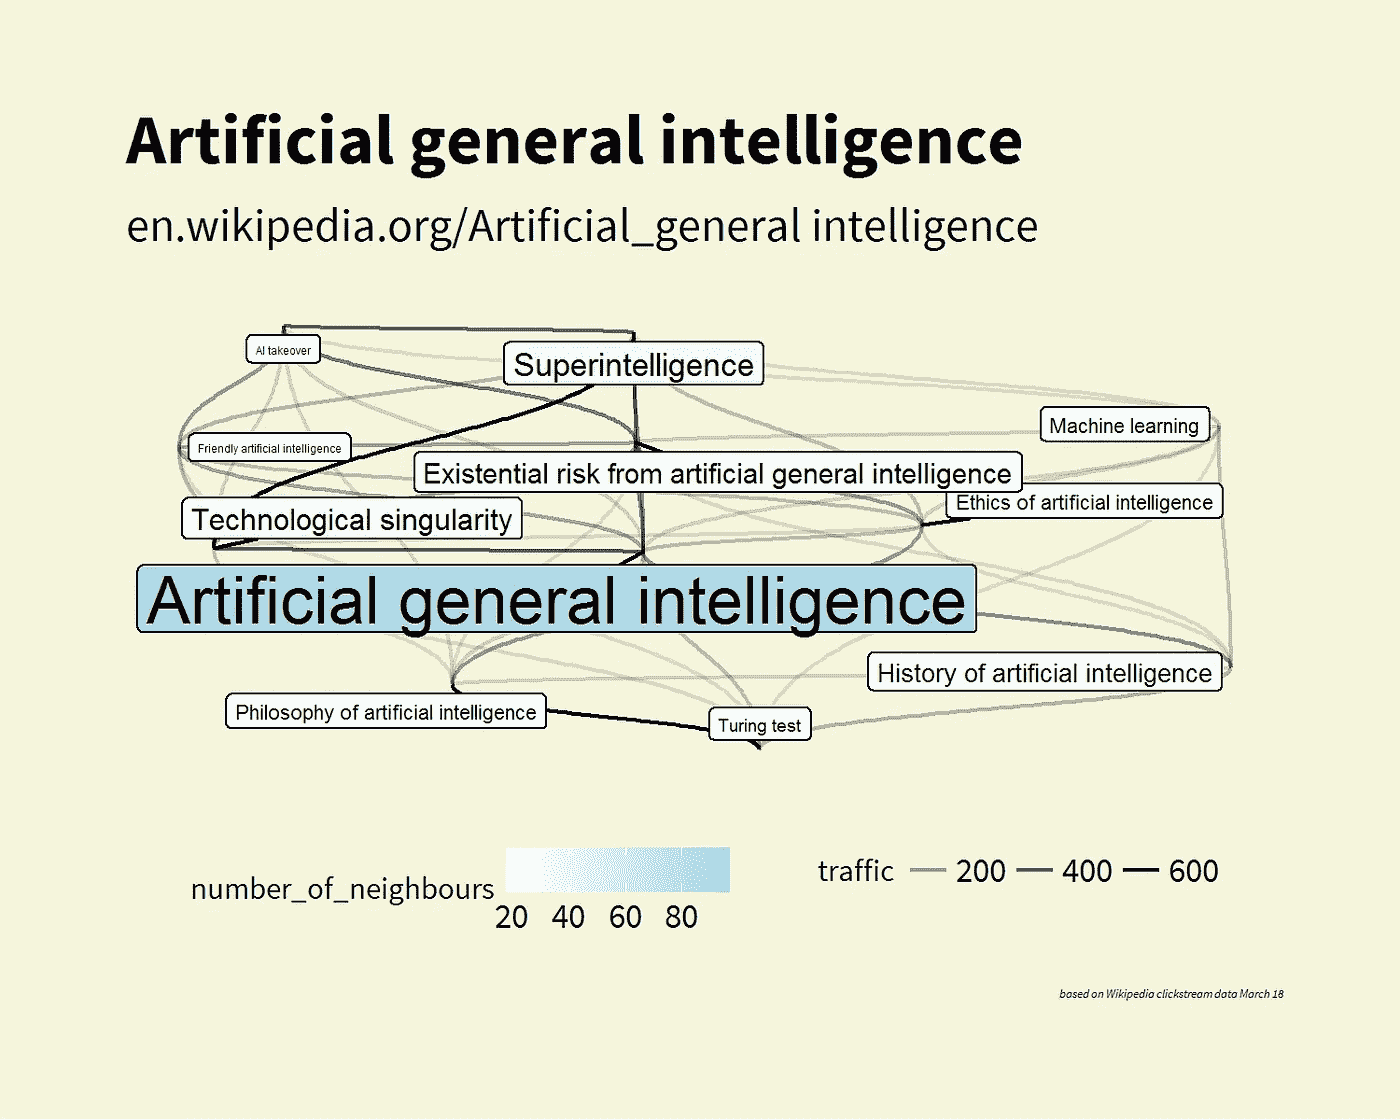 Artificial general intelligence
en.wikipedia.org/Artificial_general intelligence
AI takeover
Superintelligence
Machine learning
Friendly artificial intelligence
Existential risk from artificial general intelligence
Ethics of artificial intelligence
Technological singularity
Artificial general intelligence
History of artificial intelligence
Philosophy of artificial intelligence
Turing test
number_of_neighbours
20 40 60 80
traffic 200 400 600
based on Wikipedia clickstream data March 18